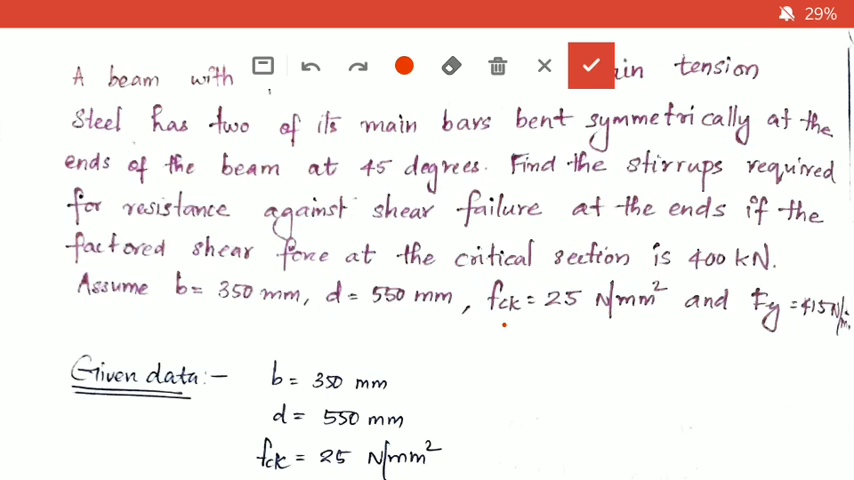 29%
A beam with ain tension
Steel has two of its main bars bent symmetrically at the
ends of the beam at 45 degrees. Find the stirrups required
for resistance against shear failure at the ends if the
factored shear force at the critical section is 400 kN.
Assume b = 350 mm, d = 550 mm, fck = 25 N/mm² and Fy = 415 N/m
Given data :-
b = 350 mm
d = 550 mm
fck = 25 N/mm²